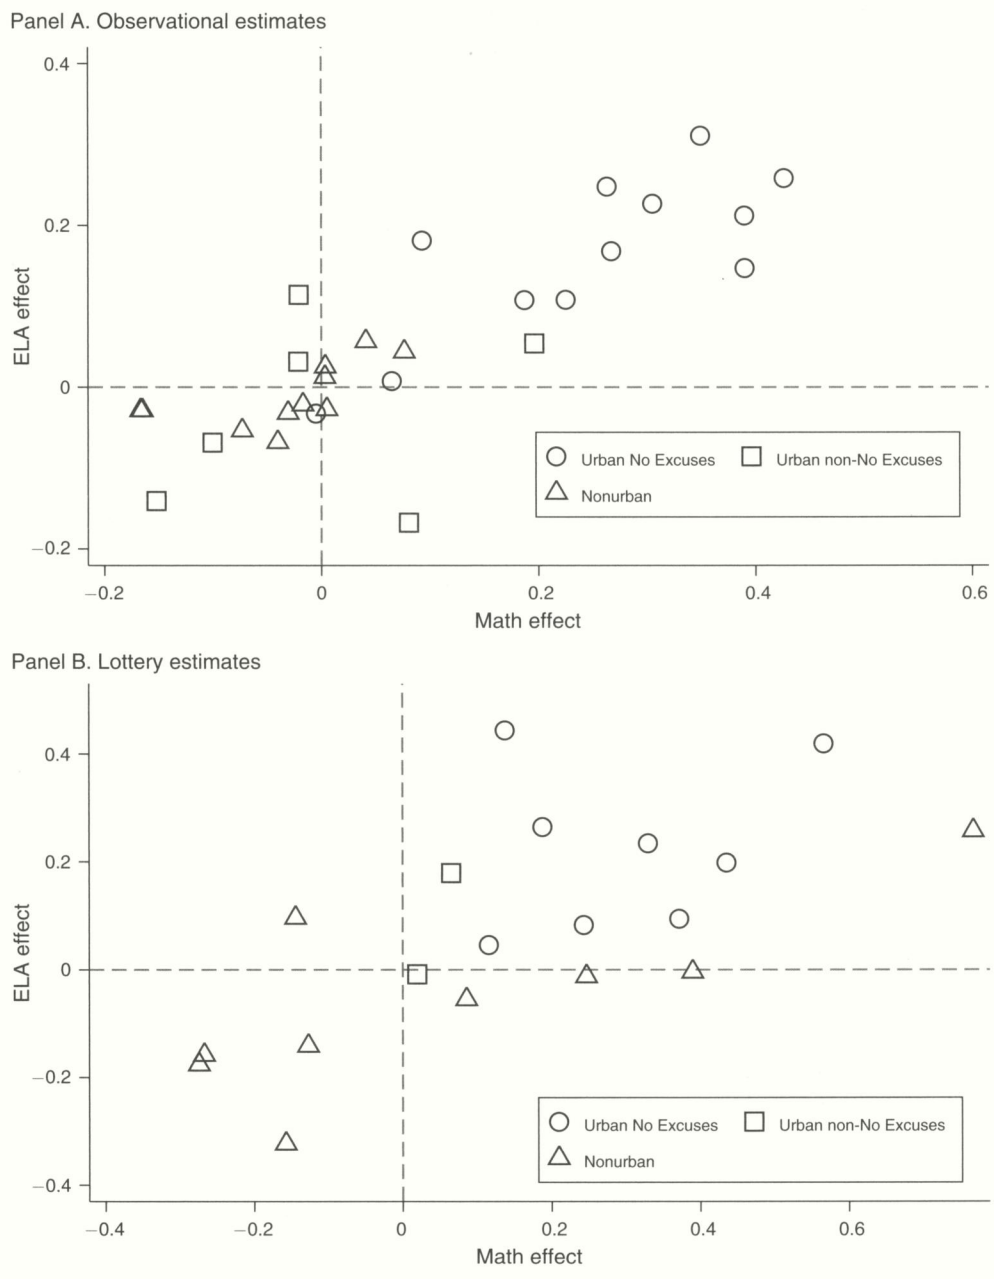 Panel A. Observational estimates
0.4
0.2
0
−0.2
ELA effect
−0.2 0 0.2 0.4 0.6
Math effect
Urban No Excuses Urban non-No Excuses
Nonurban
Panel B. Lottery estimates
0.4
0.2
0
−0.2
−0.4
ELA effect
−0.4 −0.2 0 0.2 0.4 0.6
Math effect
Urban No Excuses Urban non-No Excuses
Nonurban